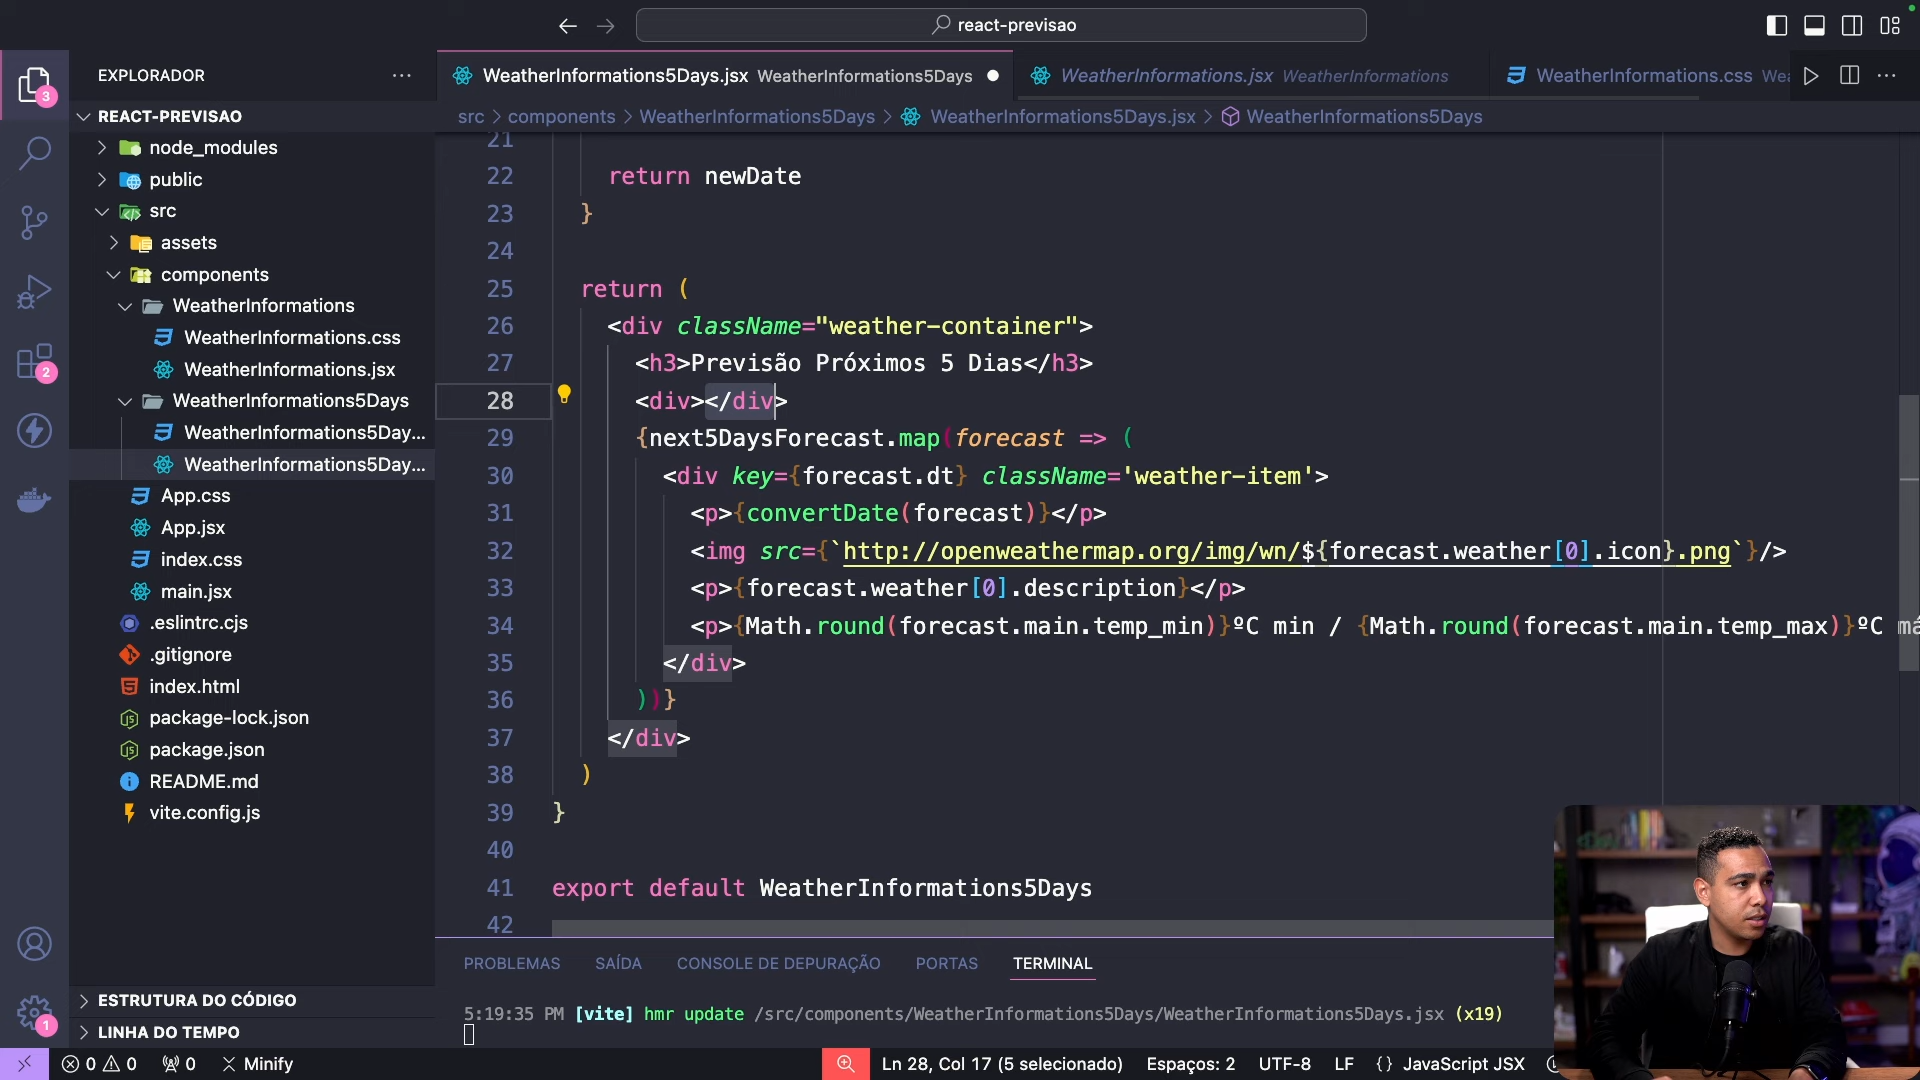 react-previsao
EXPLORADOR
3
REACT-PREVISAO
node_modules
public
src
assets
components
WeatherInformations
WeatherInformations.css
WeatherInformations.jsx
WeatherInformations5Days
WeatherInformations5Day...
WeatherInformations5Day...
App.css
App.jsx
index.css
main.jsx
.eslintrc.cjs
.gitignore
index.html
package-lock.json
package.json
README.md
vite.config.js
2
1
ESTRUTURA DO CÓDIGO
LINHA DO TEMPO
WeatherInformations5Days.jsx WeatherInformations5Days
WeatherInformations.jsx WeatherInformations
WeatherInformations.css Wea
src > components > WeatherInformations5Days > WeatherInformations5Days.jsx > WeatherInformations5Days
21
22 return newDate
23 }
24
25 return (
26 <div className="weather-container">
27 <h3>Previsão Próximos 5 Dias</h3>
28 <div></div>
29 {next5DaysForecast.map(forecast => (
30 <div key={forecast.dt} className='weather-item'>
31 <p>{convertDate(forecast)}</p>
32 <img src={`http://openweathermap.org/img/wn/${forecast.weather[0].icon}.png`}/>
33 <p>{forecast.weather[0].description}</p>
34 <p>{Math.round(forecast.main.temp_min)}ºC min / {Math.round(forecast.main.temp_max)}ºC má
35 </div>
36 ))}
37 </div>
38 )
39 }
40
41 export default WeatherInformations5Days
42
PROBLEMAS SAÍDA CONSOLE DE DEPURAÇÃO PORTAS TERMINAL
5:19:35 PM [vite] hmr update /src/components/WeatherInformations5Days/WeatherInformations5Days.jsx (x19)
0 0 0 Minify Ln 28, Col 17 (5 selecionado) Espaços: 2 UTF-8 LF {} JavaScript JSX